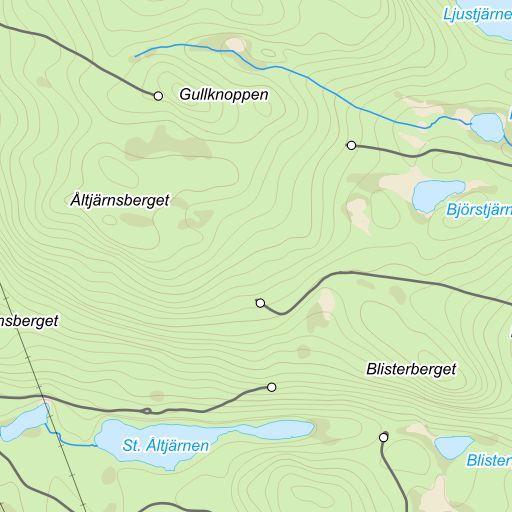 Ljustjärne
Gullknoppen
Åltjärnsberget
Björstjärn
nsberget
Blisterberget
St. Åltjärnen
Blister